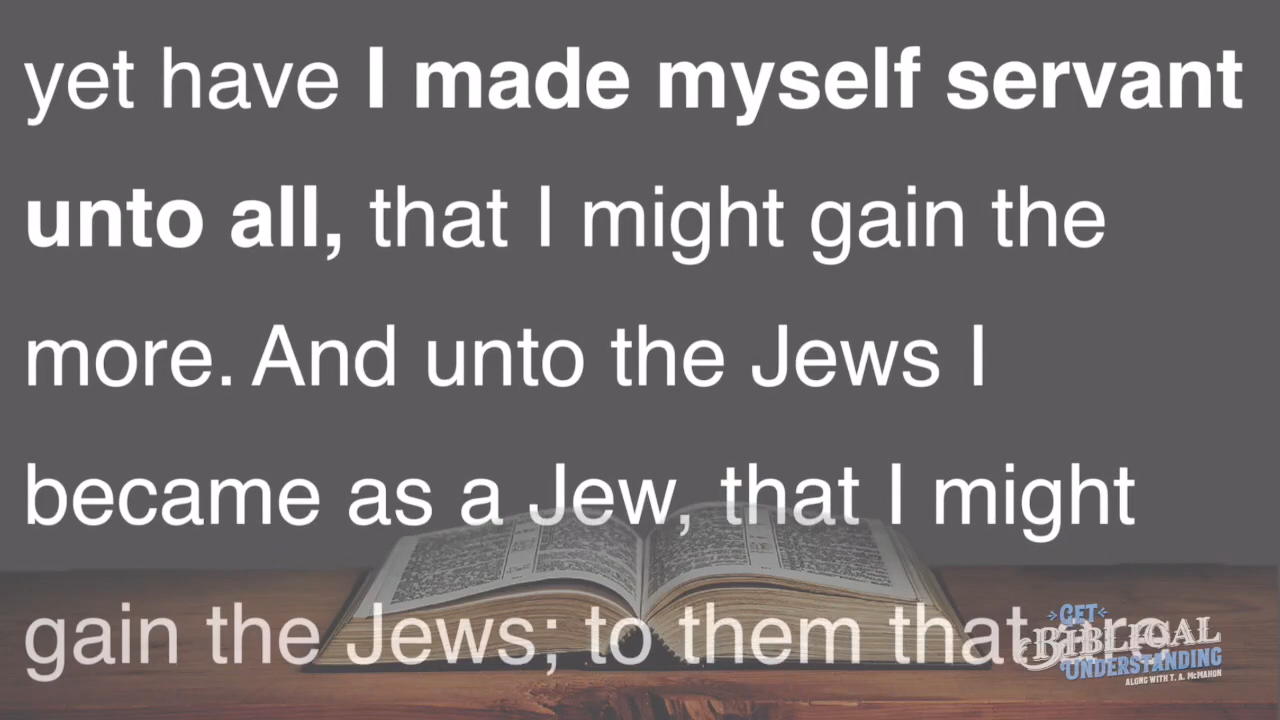 yet have I made myself servant
unto all, that I might gain the
more. And unto the Jews I
became as a Jew, that I might
gain the Jews; to them that are
GET
BIBLICAL
UNDERSTANDING
ALONG WITH T. A. McMAHON